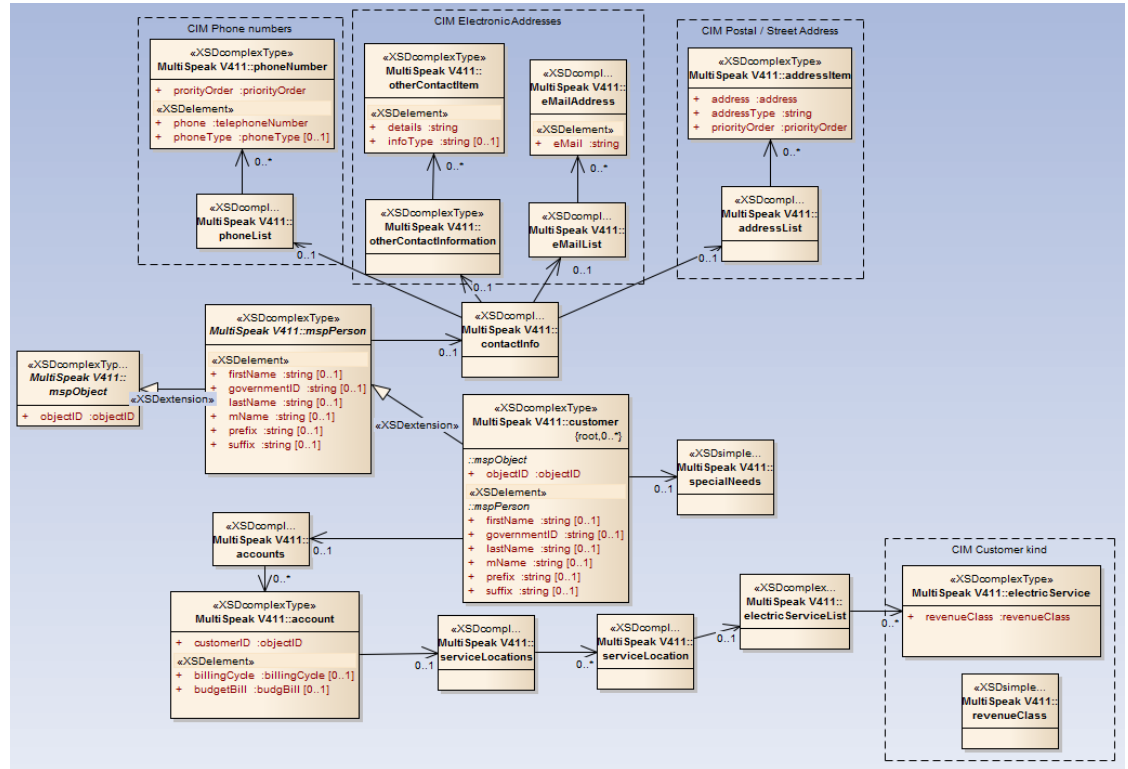 CIM Phone numbers
«XSDcomplexType»
MultiSpeak V411::phoneNumber
+ prorityOrder :priorityOrder
«XSDelement»
+ phone :telephoneNumber
+ phoneType :phoneType [0..1]
0..*
«XSDcompl...
MultiSpeak V411::
phoneList
0..1
CIM Electronic Addresses
«XSDcomplexType»
MultiSpeak V411::
otherContactItem
«XSDelement»
+ details :string
+ infoType :string [0..1]
0..*
«XSDcomplexType»
MultiSpeak V411::
otherContactInformation
0..1
«XSDcompl...
MultiSpeak V411::
eMailAddress
«XSDelement»
+ eMail :string
0..*
«XSDcompl...
MultiSpeak V411::
eMailList
0..1
CIM Postal / Street Address
«XSDcomplexType»
MultiSpeak V411::addressItem
+ address :address
+ addressType :string
+ priorityOrder :priorityOrder
0..*
«XSDcompl...
MultiSpeak V411::
addressList
0..1
«XSDcomplexType»
MultiSpeak V411::mspPerson
«XSDelement»
+ firstName :string [0..1]
+ governmentID :string [0..1]
+ lastName :string [0..1]
+ mName :string [0..1]
+ prefix :string [0..1]
+ suffix :string [0..1]
0..1
«XSDcompl...
MultiSpeak V411::
contactInfo
«XSDcomplexTyp...
MultiSpeak V411::
mspObject
+ objectID :objectID
«XSDextension»
«XSDextension»
«XSDcomplexType»
MultiSpeak V411::customer
{root,0..*}
::mspObject
+ objectID :objectID
«XSDelement»
::mspPerson
+ firstName :string [0..1]
+ governmentID :string [0..1]
+ lastName :string [0..1]
+ mName :string [0..1]
+ prefix :string [0..1]
+ suffix :string [0..1]
0..1
«XSDsimple...
MultiSpeak V411::
specialNeeds
«XSDcompl...
MultiSpeak V411::
accounts
0..1
0..*
«XSDcomplexType»
MultiSpeak V411::account
+ customerID :objectID
«XSDelement»
+ billingCycle :billingCycle [0..1]
+ budgetBill :budgBill [0..1]
0..1
«XSDcompl...
MultiSpeak V411::
serviceLocations
0..*
«XSDcompl...
MultiSpeak V411::
serviceLocation
0..1
«XSDcomplex...
MultiSpeak V411::
electricServiceList
0..*
CIM Customer kind
«XSDcomplexType»
MultiSpeak V411::electricService
+ revenueClass :revenueClass
«XSDsimple...
MultiSpeak V411::
revenueClass